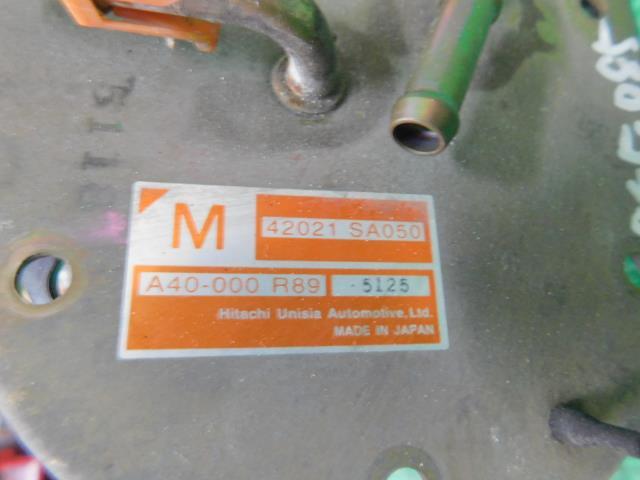 M
42021 SA050
A40-000 R89 5125
Hitachi Unisia Automotive,Ltd.
MADE IN JAPAN